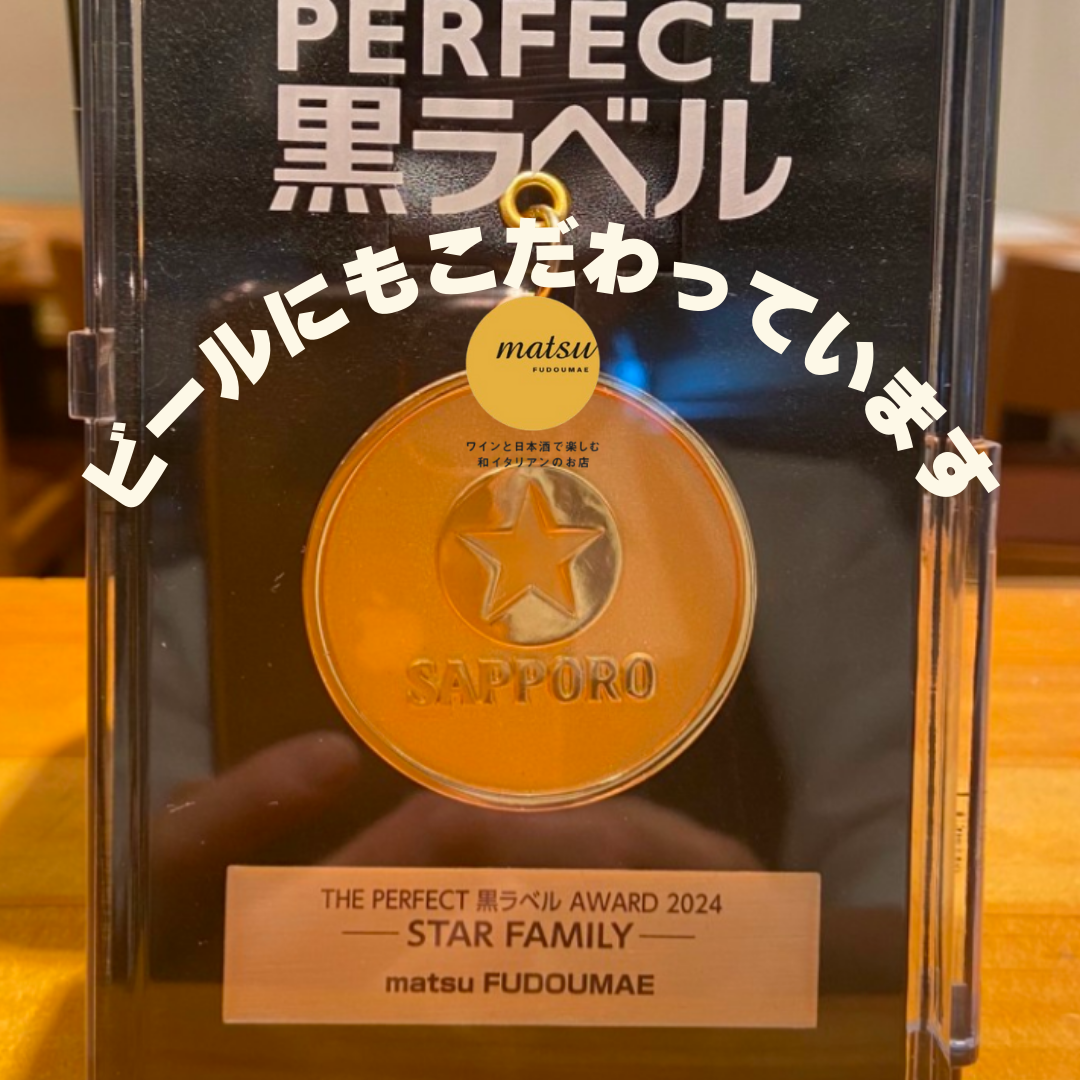 PERFECT
黒ラベル
ビールにもこだわっています
matsu
FUDOUMAE
ワインと日本酒で楽しむ
和イタリアンのお店
SAPPORO
THE PERFECT 黒ラベル AWARD 2024
STAR FAMILY
matsu FUDOUMAE